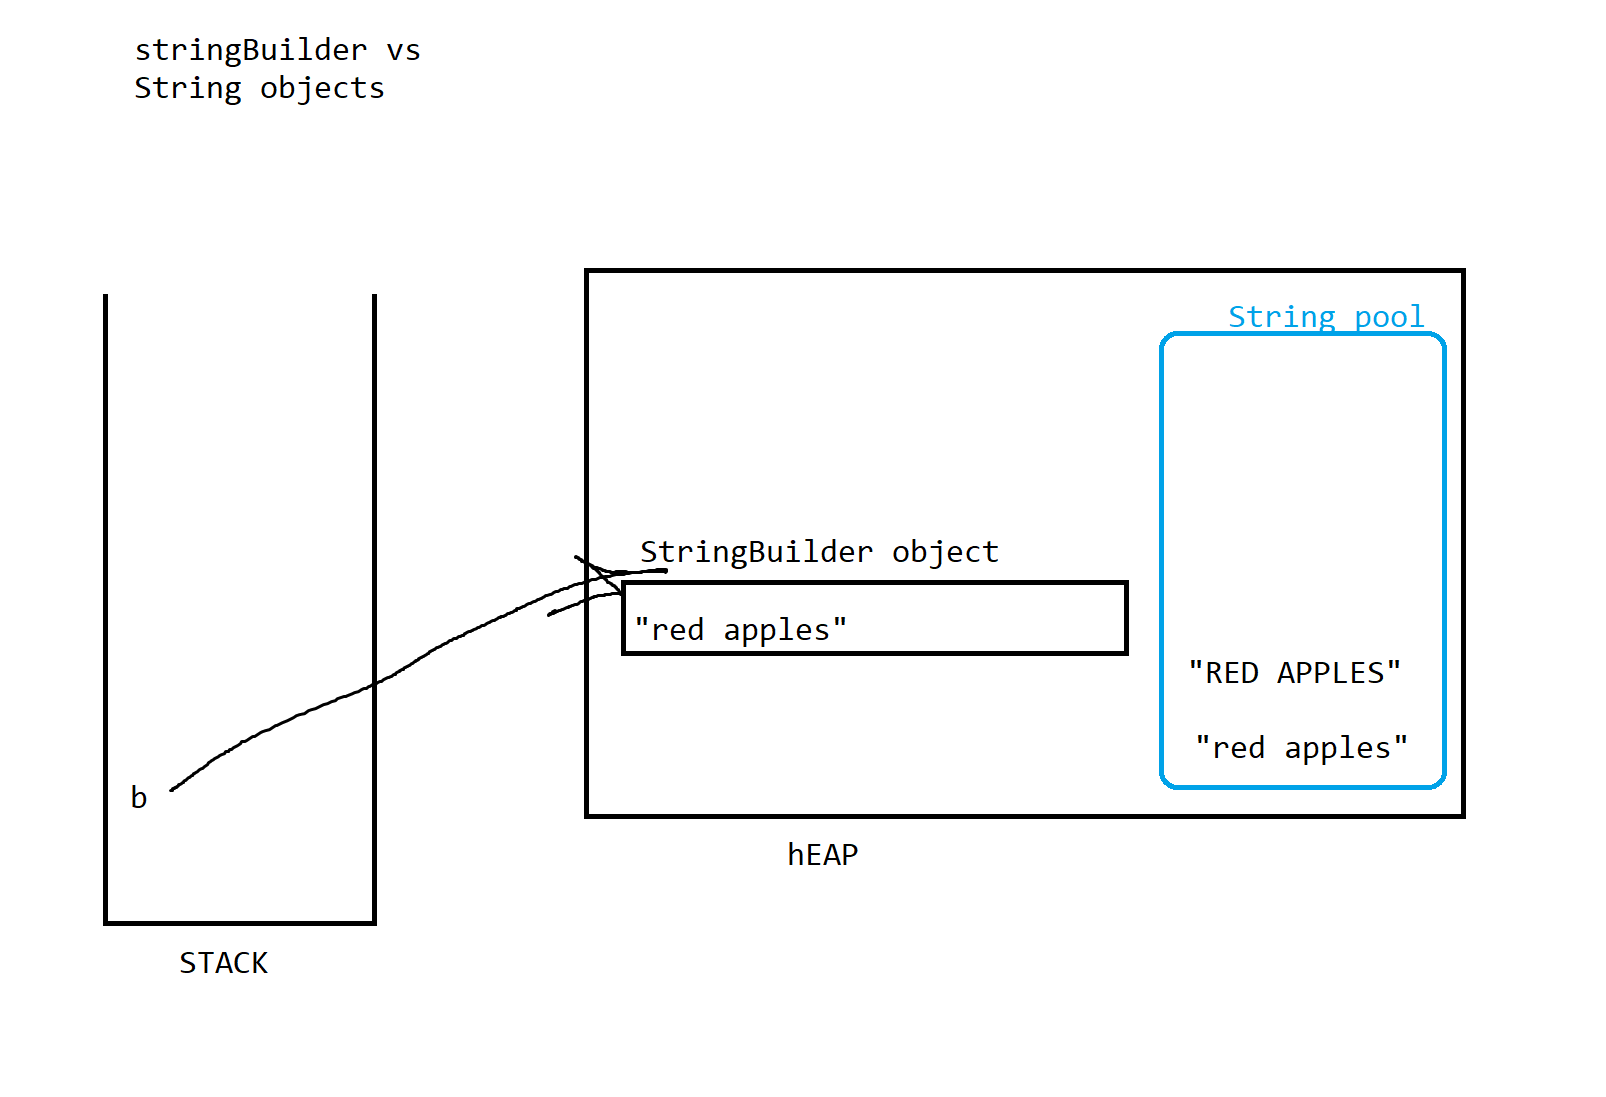 stringBuilder vs
String objects
String pool
StringBuilder object
"red apples"
"RED APPLES"
"red apples"
b
hEAP
STACK